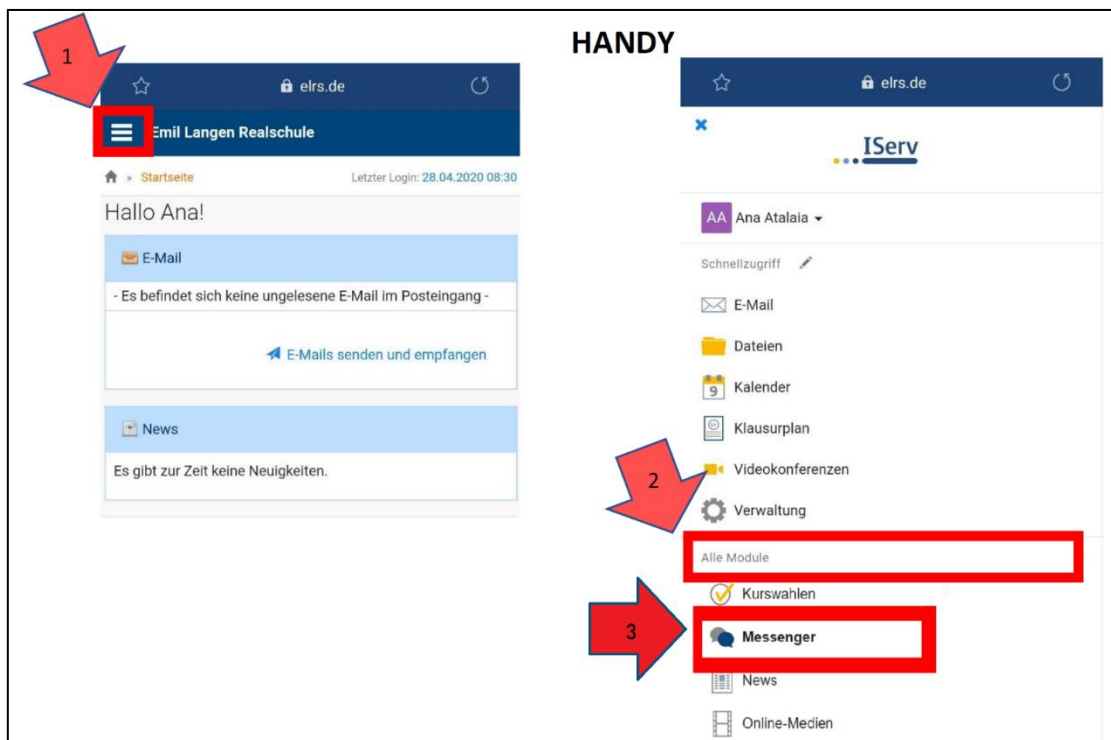 HANDY
1
elrs.de
Emil Langen Realschule
» Startseite
Letzter Login: 28.04.2020 08:30
Hallo Ana!
E-Mail
- Es befindet sich keine ungelesene E-Mail im Posteingang -
E-Mails senden und empfangen
News
Es gibt zur Zeit keine Neuigkeiten.
elrs.de
IServ
AA Ana Atalaia
Schnellzugriff
E-Mail
Dateien
9 Kalender
Klausurplan
Videokonferenzen
2
Verwaltung
Alle Module
Kurswahlen
3
Messenger
News
Online-Medien